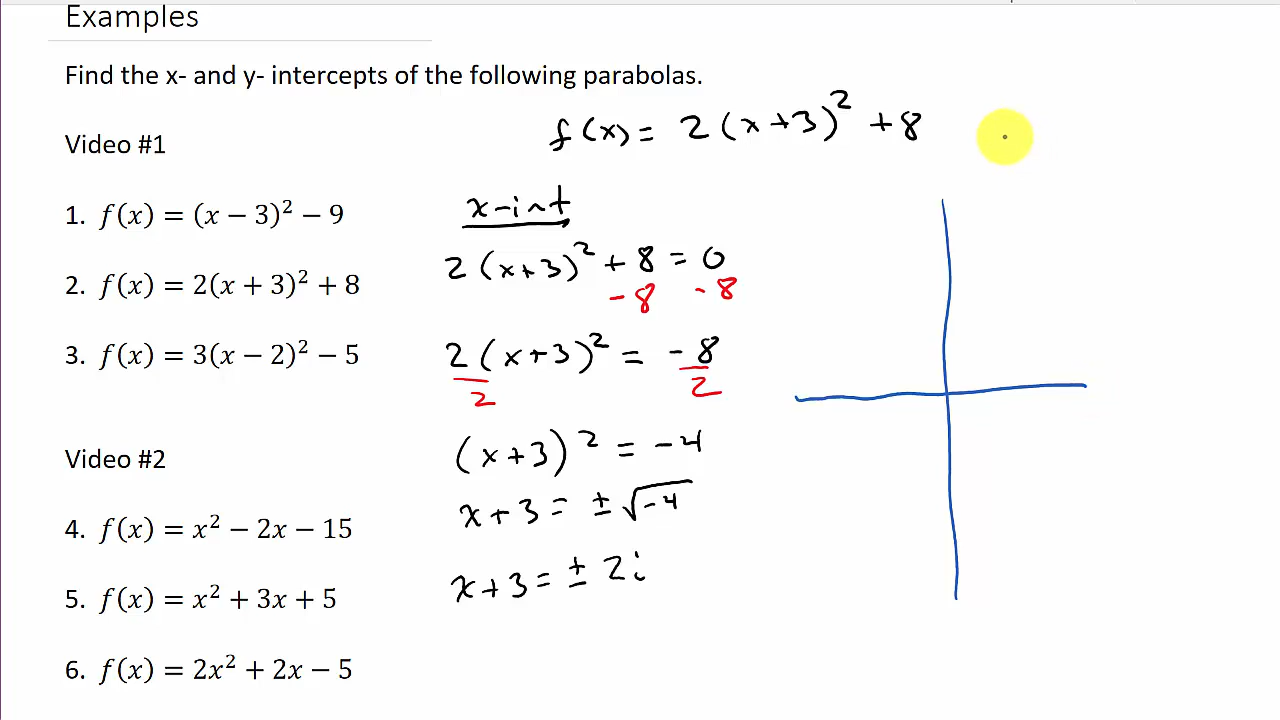 Examples
Find the x- and y- intercepts of the following parabolas.
f(x) = 2(x+3)² +8
Video #1
1. f(x) = (x − 3)² − 9
2. f(x) = 2(x + 3)² + 8
3. f(x) = 3(x − 2)² − 5
Video #2
4. f(x) = x² − 2x − 15
5. f(x) = x² + 3x + 5
6. f(x) = 2x² + 2x − 5
x-int
2(x+3)² + 8 = 0
-8 -8
2(x+3)² = -8
2 2
(x+3)² = -4
x+3 = ±√-4
x+3 = ± 2i